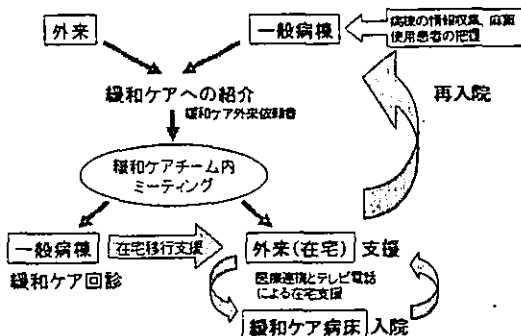 外来
一般病棟
病棟の情報収集、麻薬
使用患者の把握
再入院
緩和ケアへの紹介
緩和ケア外来依頼書
緩和ケアチーム内
ミーティング
一般病棟
在宅移行支援
外来(在宅)支援
緩和ケア回診
医療連携とテレビ電話
による在宅支援
緩和ケア病床入院